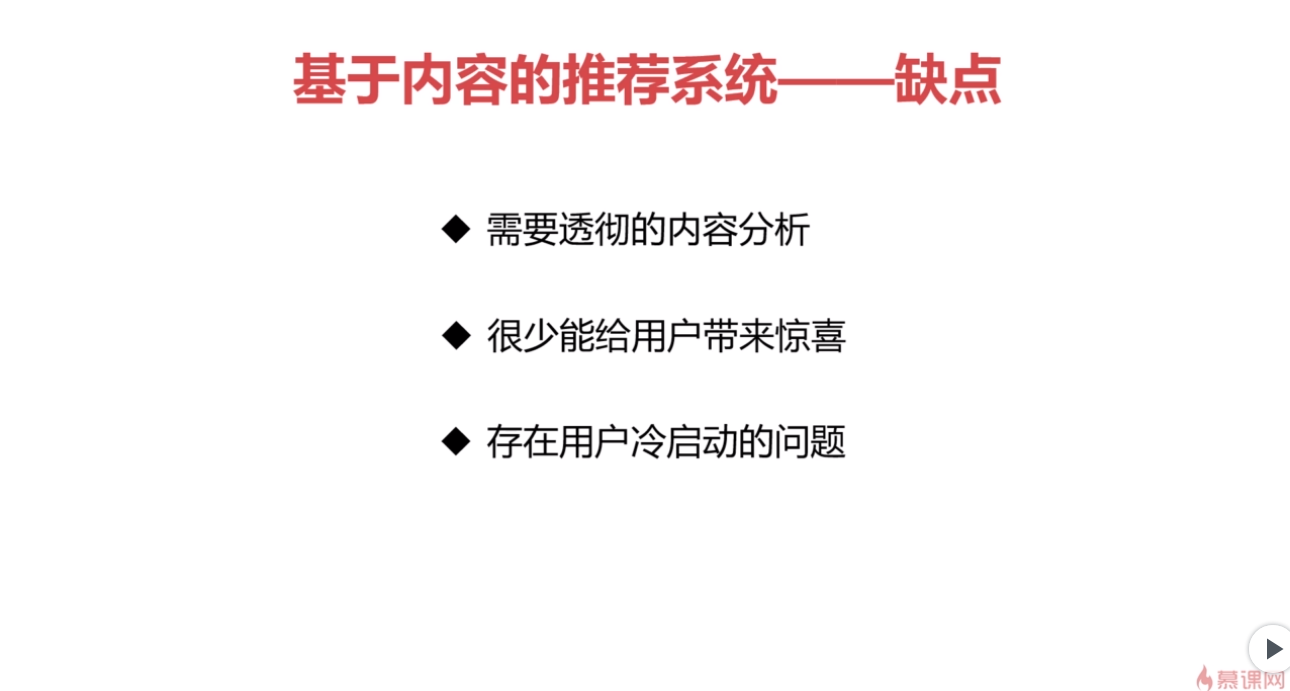 基于内容的推荐系统——缺点
◆ 需要透彻的内容分析
◆ 很少能给用户带来惊喜
◆ 存在用户冷启动的问题
慕课网